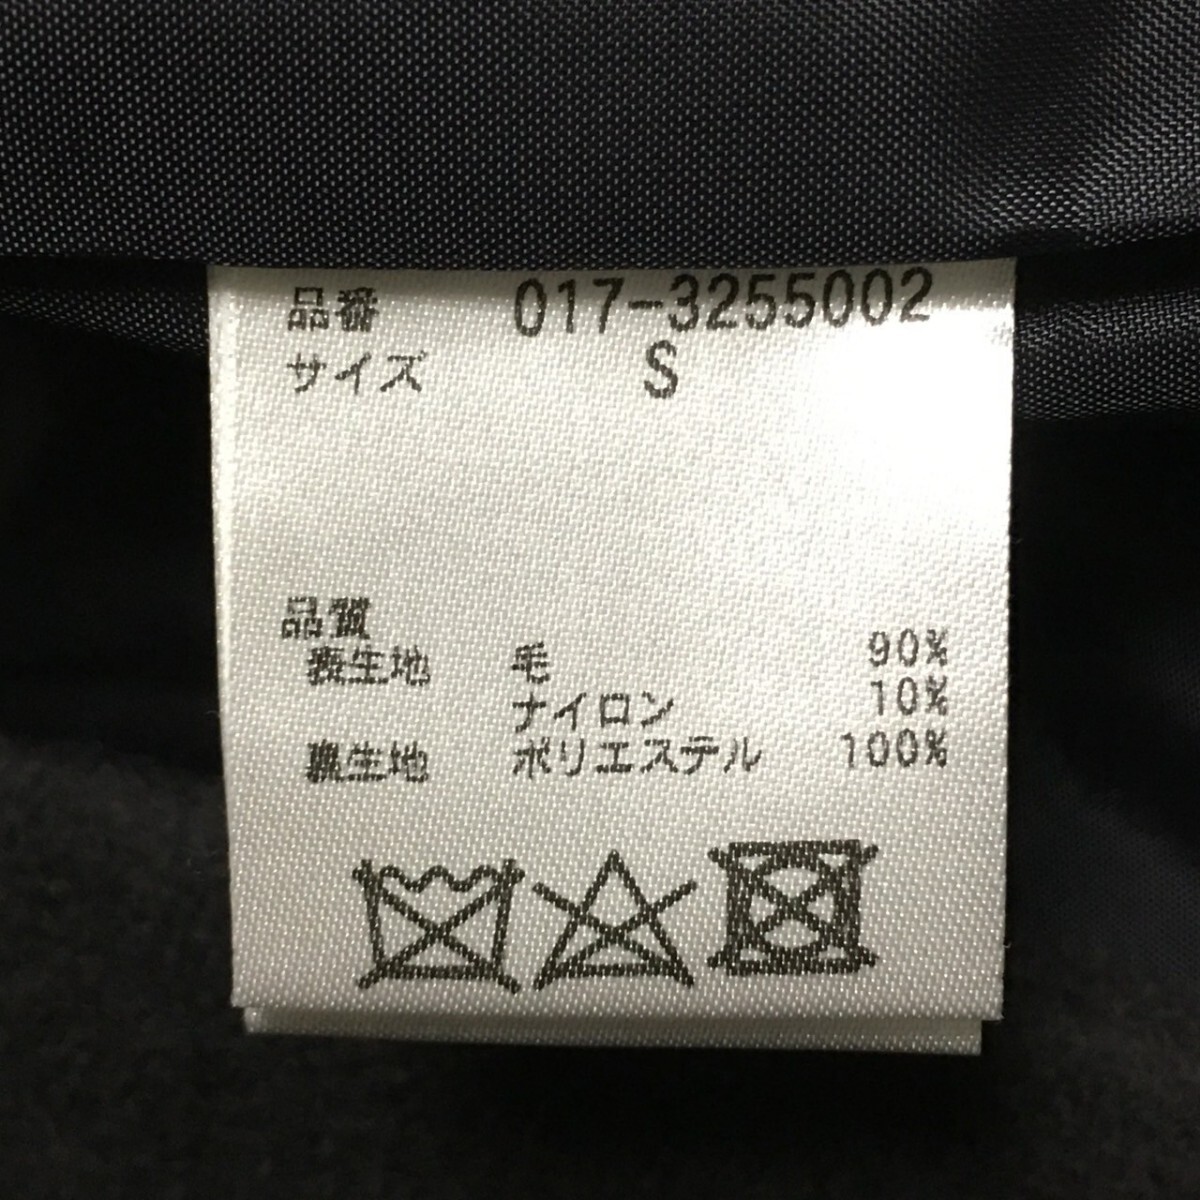 品番 017-3255002
サイズ S
品質
表生地 毛 90%
ナイロン 10%
裏生地 ポリエステル 100%